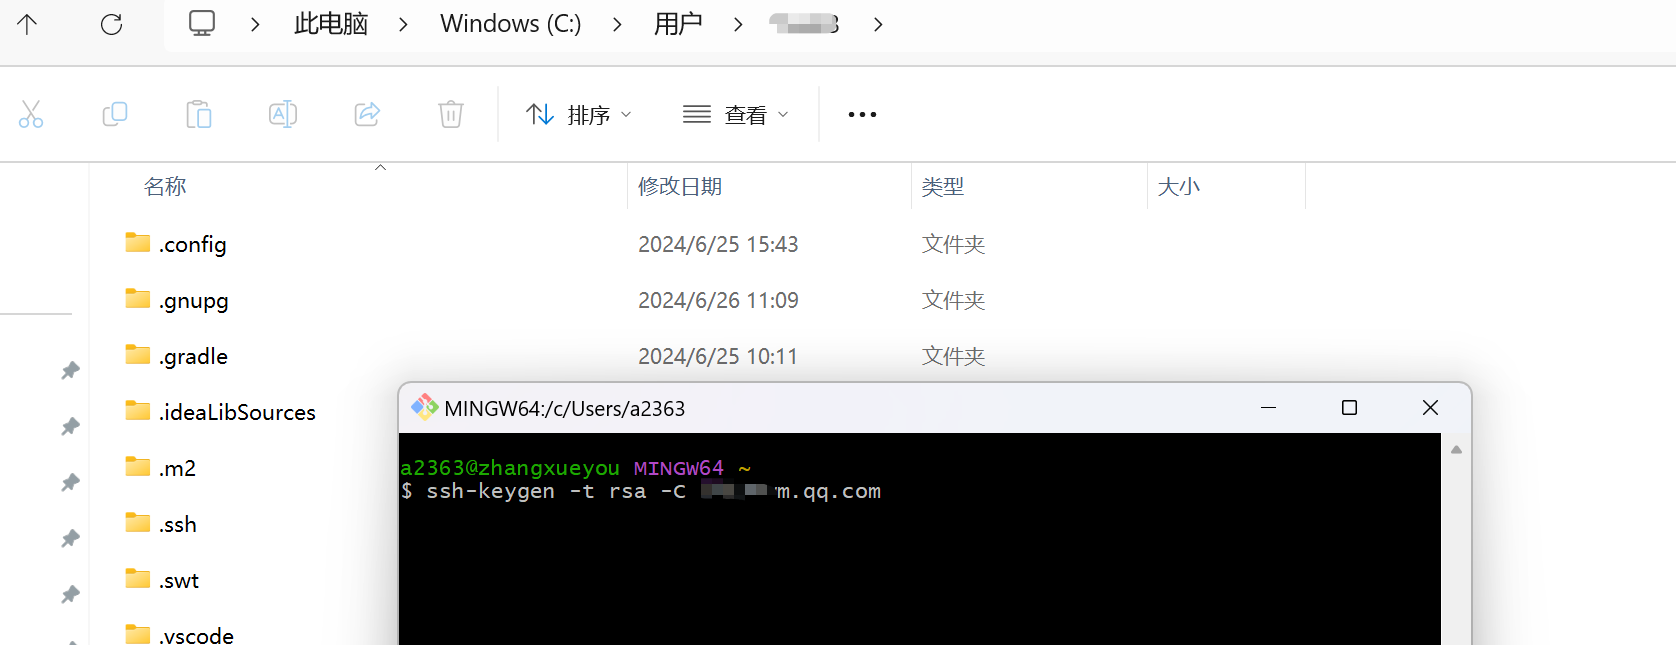 此电脑 > Windows (C:) > 用户 > 3 >
排序 查看
名称 修改日期 类型 大小
.config 2024/6/25 15:43 文件夹
.gnupg 2024/6/26 11:09 文件夹
.gradle 2024/6/25 10:11 文件夹
.ideaLibSources
.m2
.ssh
.swt
.vscode
MINGW64:/c/Users/a2363
a2363@zhangxueyou MINGW64 ~
$ ssh-keygen -t rsa -C m.qq.com